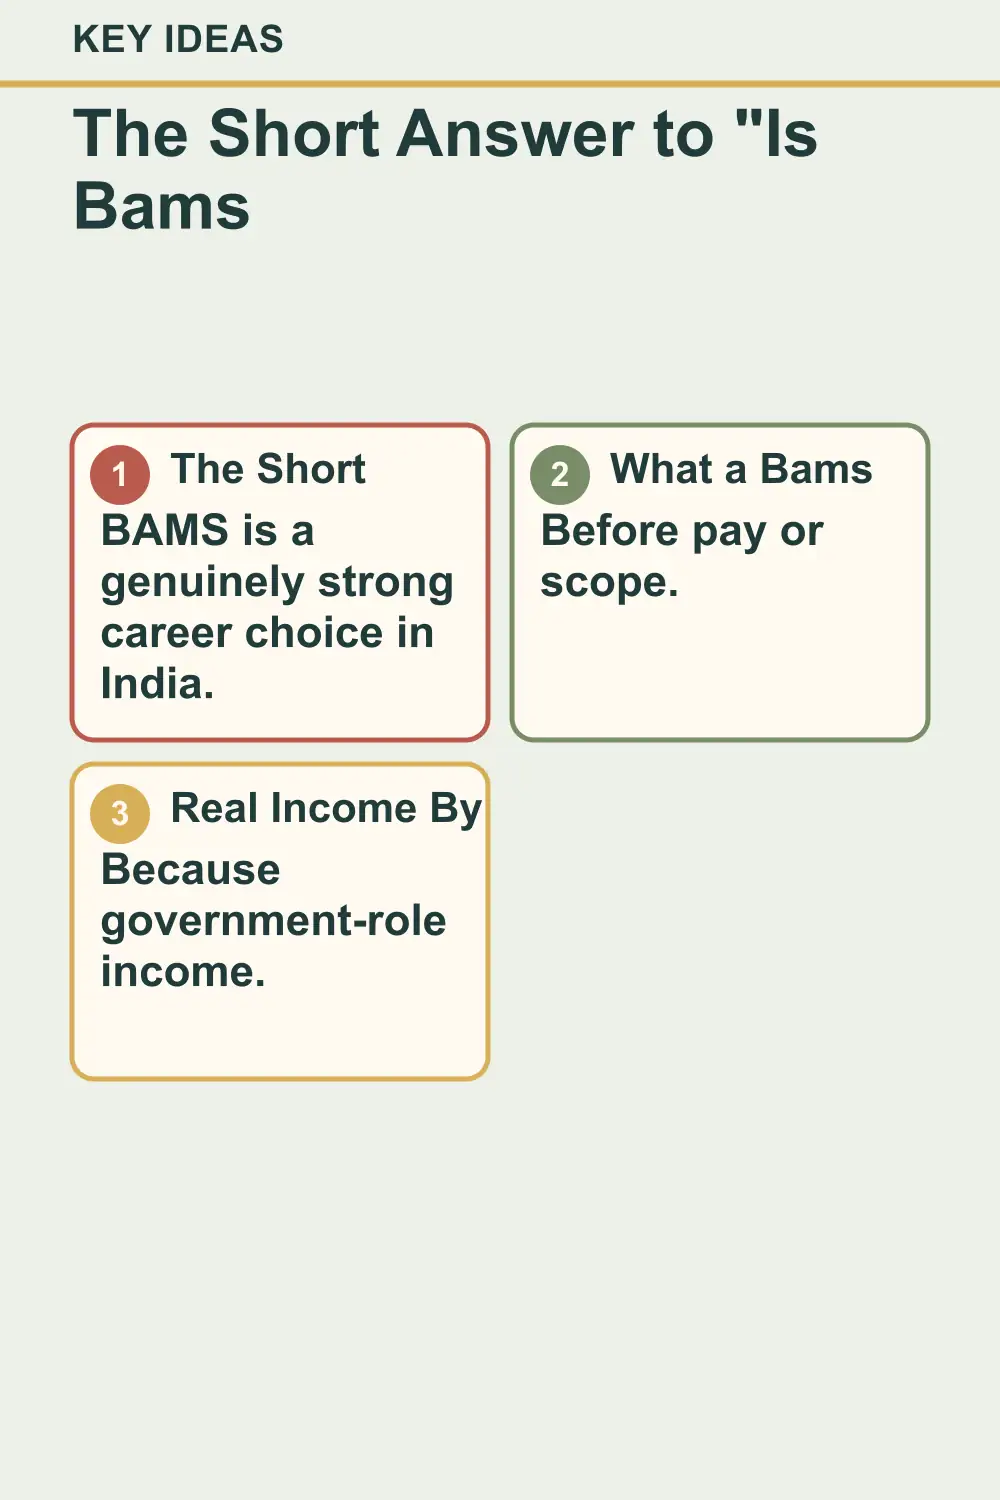 KEY IDEAS
The Short Answer to "Is
Bams
1 The Short
BAMS is a
genuinely strong
career choice in
India.
2 What a Bams
Before pay or
scope.
3 Real Income By
Because
government-role
income.